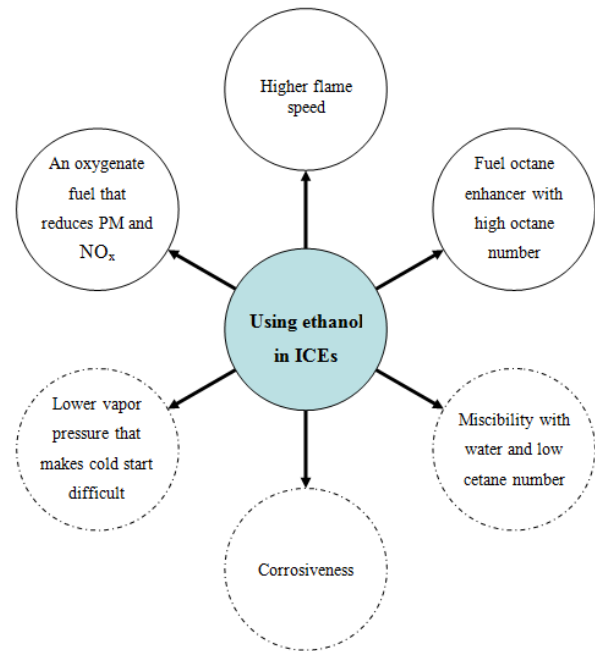 Higher flame
speed
An oxygenate
fuel that
reduces PM and
NOₓ
Fuel octane
enhancer with
high octane
number
Using ethanol
in ICEs
Lower vapor
pressure that
makes cold start
difficult
Miscibility with
water and low
cetane number
Corrosiveness